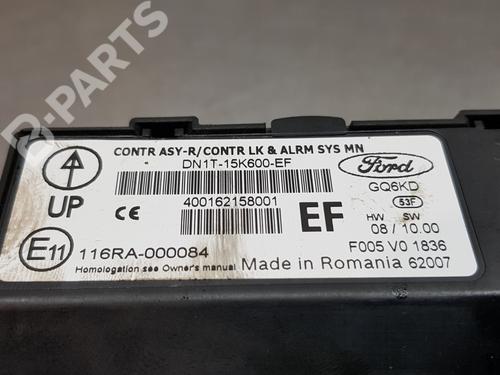 B-PARTS
CONTR ASY-R/CONTR LK & ALRM SYS MN
DN1T-15K600-EF
Ford
GQ6KD
53F
UP
CE
400162158001
EF
HW SW
08 / 10.00
F005 V0 1836
E11
116RA-000084
Homologation see Owner's manual
Made in Romania 62007